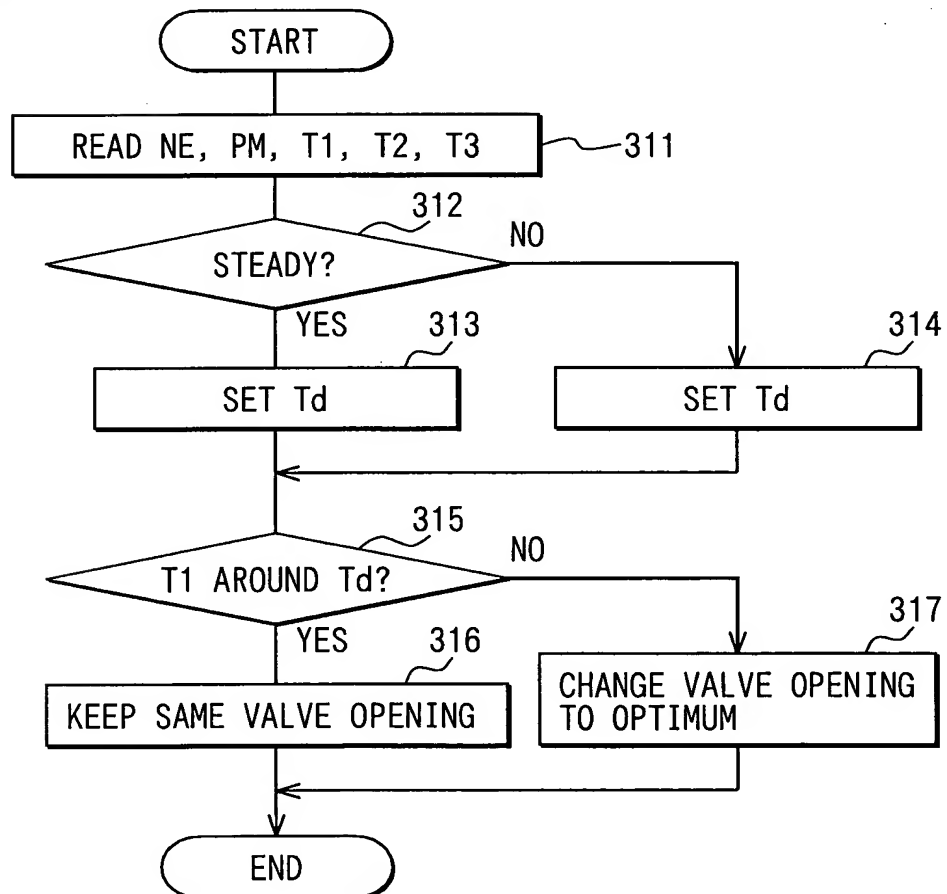 START
READ NE, PM, T1, T2, T3
311
312
NO
STEADY?
YES
313
314
SET Td
SET Td
315
NO
T1 AROUND Td?
YES
316
317
KEEP SAME VALVE OPENING
CHANGE VALVE OPENING
TO OPTIMUM
END